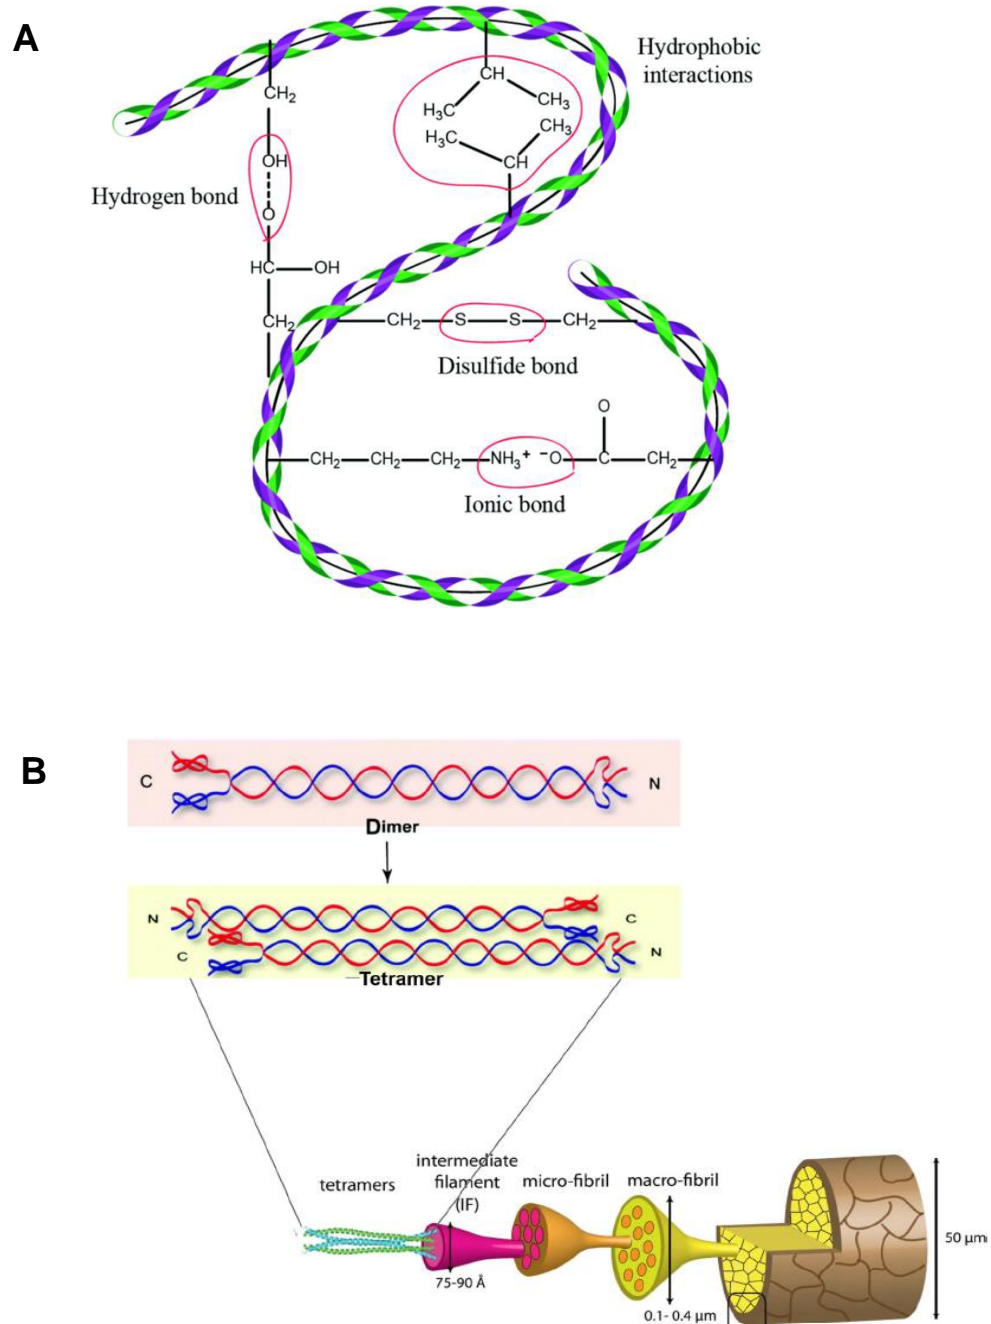 A
Hydrophobic
interactions
CH
H₃C
CH₃
H₃C
CH₃
CH
CH₂
OH
Hydrogen bond
O
HC
OH
CH₂
CH₂
S
S
CH₂
Disulfide bond
O
CH₂
CH₂
CH₂
NH₃⁺
⁻O
C
CH₂
Ionic bond
B
C
N
Dimer
N
C
C
N
Tetramer
tetramers
intermediate
filament
(IF)
micro-fibril
macro-fibril
75-90 Å
0.1- 0.4 µm
50 µm